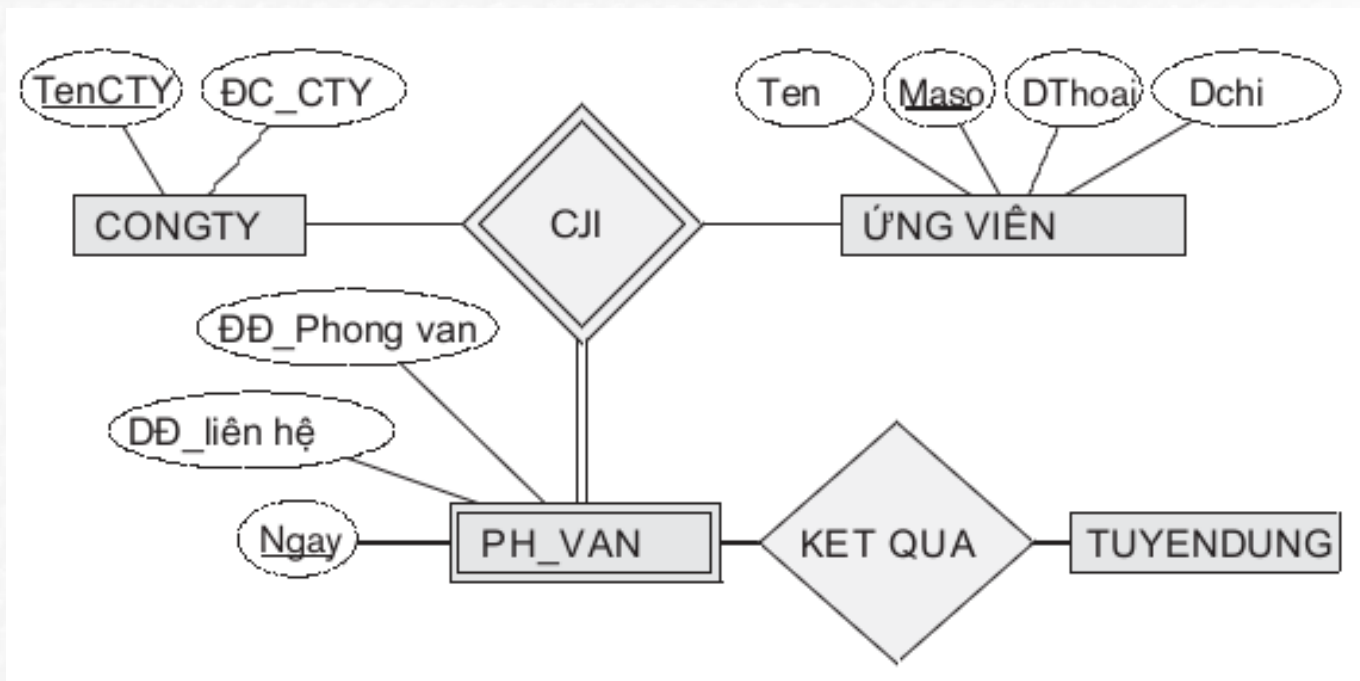 TenCTY ĐC_CTY Ten Maso DThoai Dchi
CONGTY CJI ỨNG VIÊN
ĐĐ_Phong van
DĐ_liên hệ
Ngay PH_VAN KET QUA TUYENDUNG